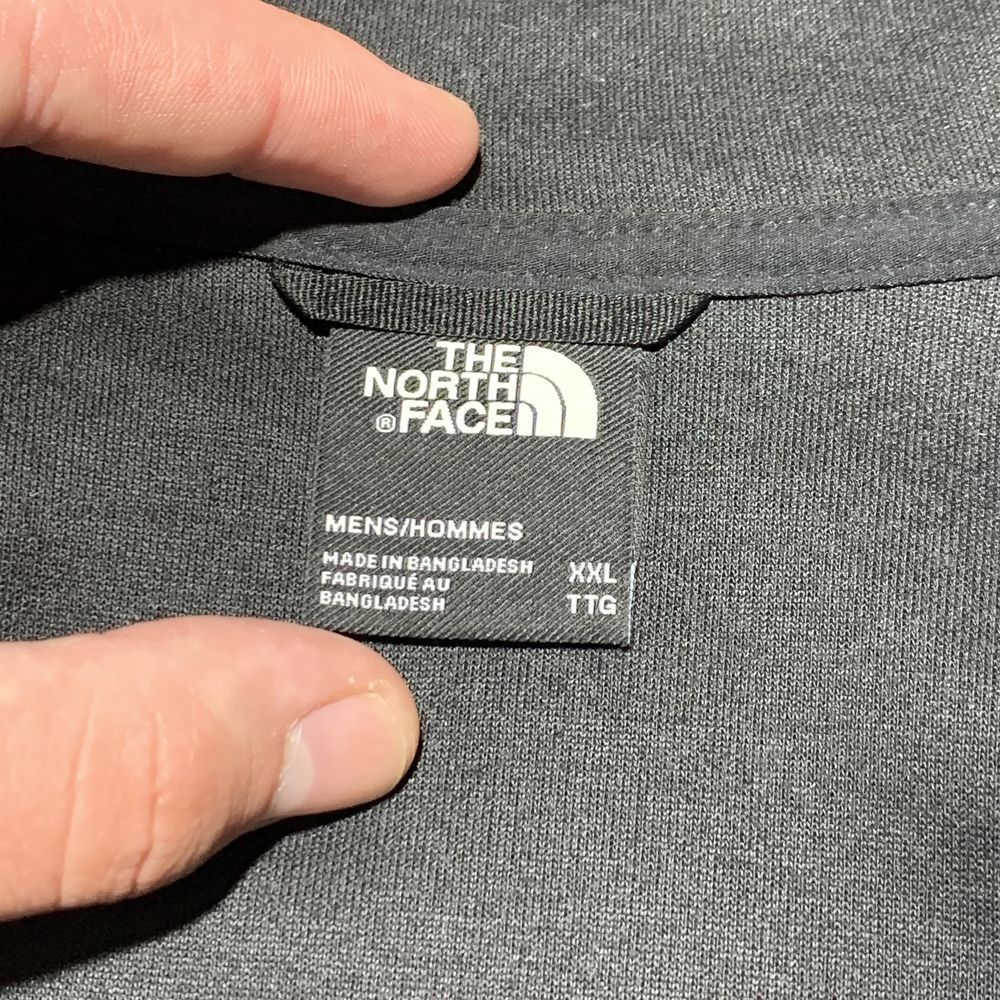 THE
NORTH
® FACE
MENS/HOMMES
MADE IN BANGLADESH
FABRIQUÉ AU
BANGLADESH
XXL
TTG